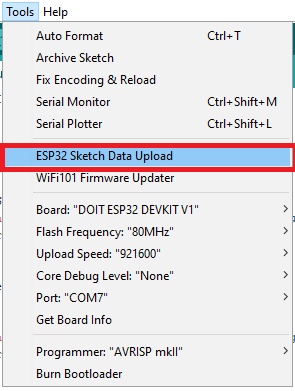 Tools Help
Auto Format Ctrl+T
Archive Sketch
Fix Encoding & Reload
Serial Monitor Ctrl+Shift+M
Serial Plotter Ctrl+Shift+L
ESP32 Sketch Data Upload
WiFi101 Firmware Updater
Board: "DOIT ESP32 DEVKIT V1"
Flash Frequency: "80MHz"
Upload Speed: "921600"
Core Debug Level: "None"
Port: "COM7"
Get Board Info
Programmer: "AVRISP mkII"
Burn Bootloader